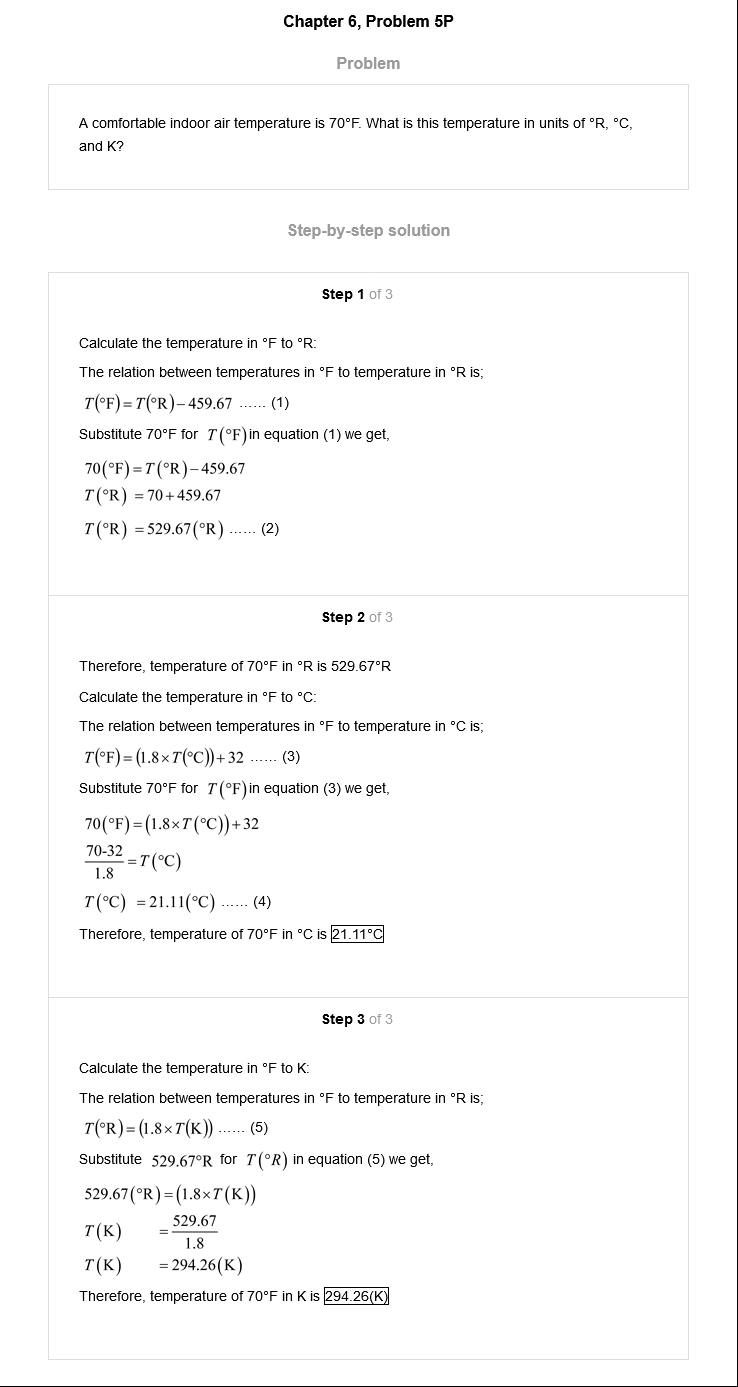 Chapter 6, Problem 5P
Problem
A comfortable indoor air temperature is 70°F. What is this temperature in units of °R, °C,
and K?
Step-by-step solution
Step 1 of 3
Calculate the temperature in °F to °R:
The relation between temperatures in °F to temperature in °R is;
T(°F)=T(°R)−459.67 ...... (1)
Substitute 70°F for T(°F)in equation (1) we get,
70(°F)=T(°R)−459.67
T(°R) =70+459.67
T(°R) =529.67(°R) ...... (2)
Step 2 of 3
Therefore, temperature of 70°F in °R is 529.67°R
Calculate the temperature in °F to °C:
The relation between temperatures in °F to temperature in °C is;
T(°F)=(1.8×T(°C))+32 ...... (3)
Substitute 70°F for T(°F)in equation (3) we get,
70(°F)=(1.8×T(°C))+32
70-32
1.8
=T(°C)
T(°C) =21.11(°C) ...... (4)
Therefore, temperature of 70°F in °C is 21.11°C
Step 3 of 3
Calculate the temperature in °F to K:
The relation between temperatures in °F to temperature in °R is;
T(°R)=(1.8×T(K)) ...... (5)
Substitute 529.67°R for T(°R) in equation (5) we get,
529.67(°R)=(1.8×T(K))
T(K) =
529.67
1.8
T(K) =294.26(K)
Therefore, temperature of 70°F in K is 294.26(K)